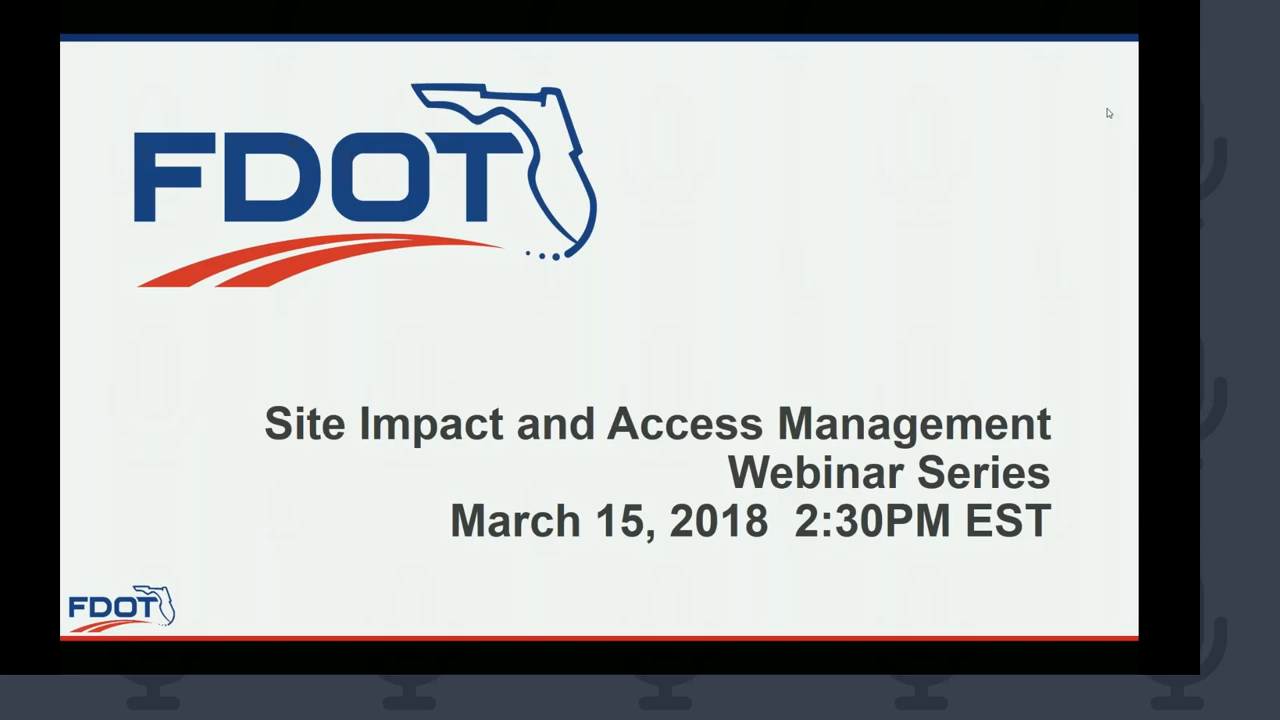 FDOT
Site Impact and Access Management
Webinar Series
March 15, 2018 2:30PM EST
FDOT